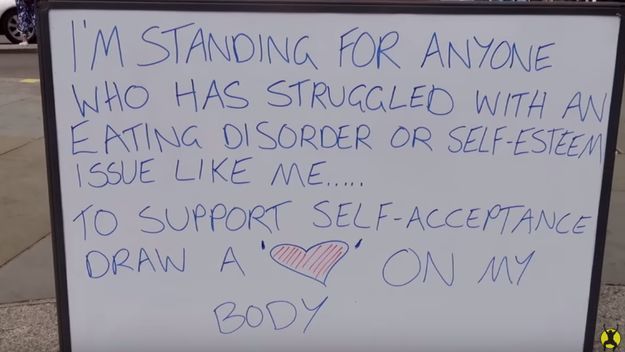 I'M STANDING FOR ANYONE
WHO HAS STRUGGLED WITH AN
EATING DISORDER OR SELF-ESTEEM
ISSUE LIKE ME.....
TO SUPPORT SELF-ACCEPTANCE
DRAW A '❤' ON MY
BODY